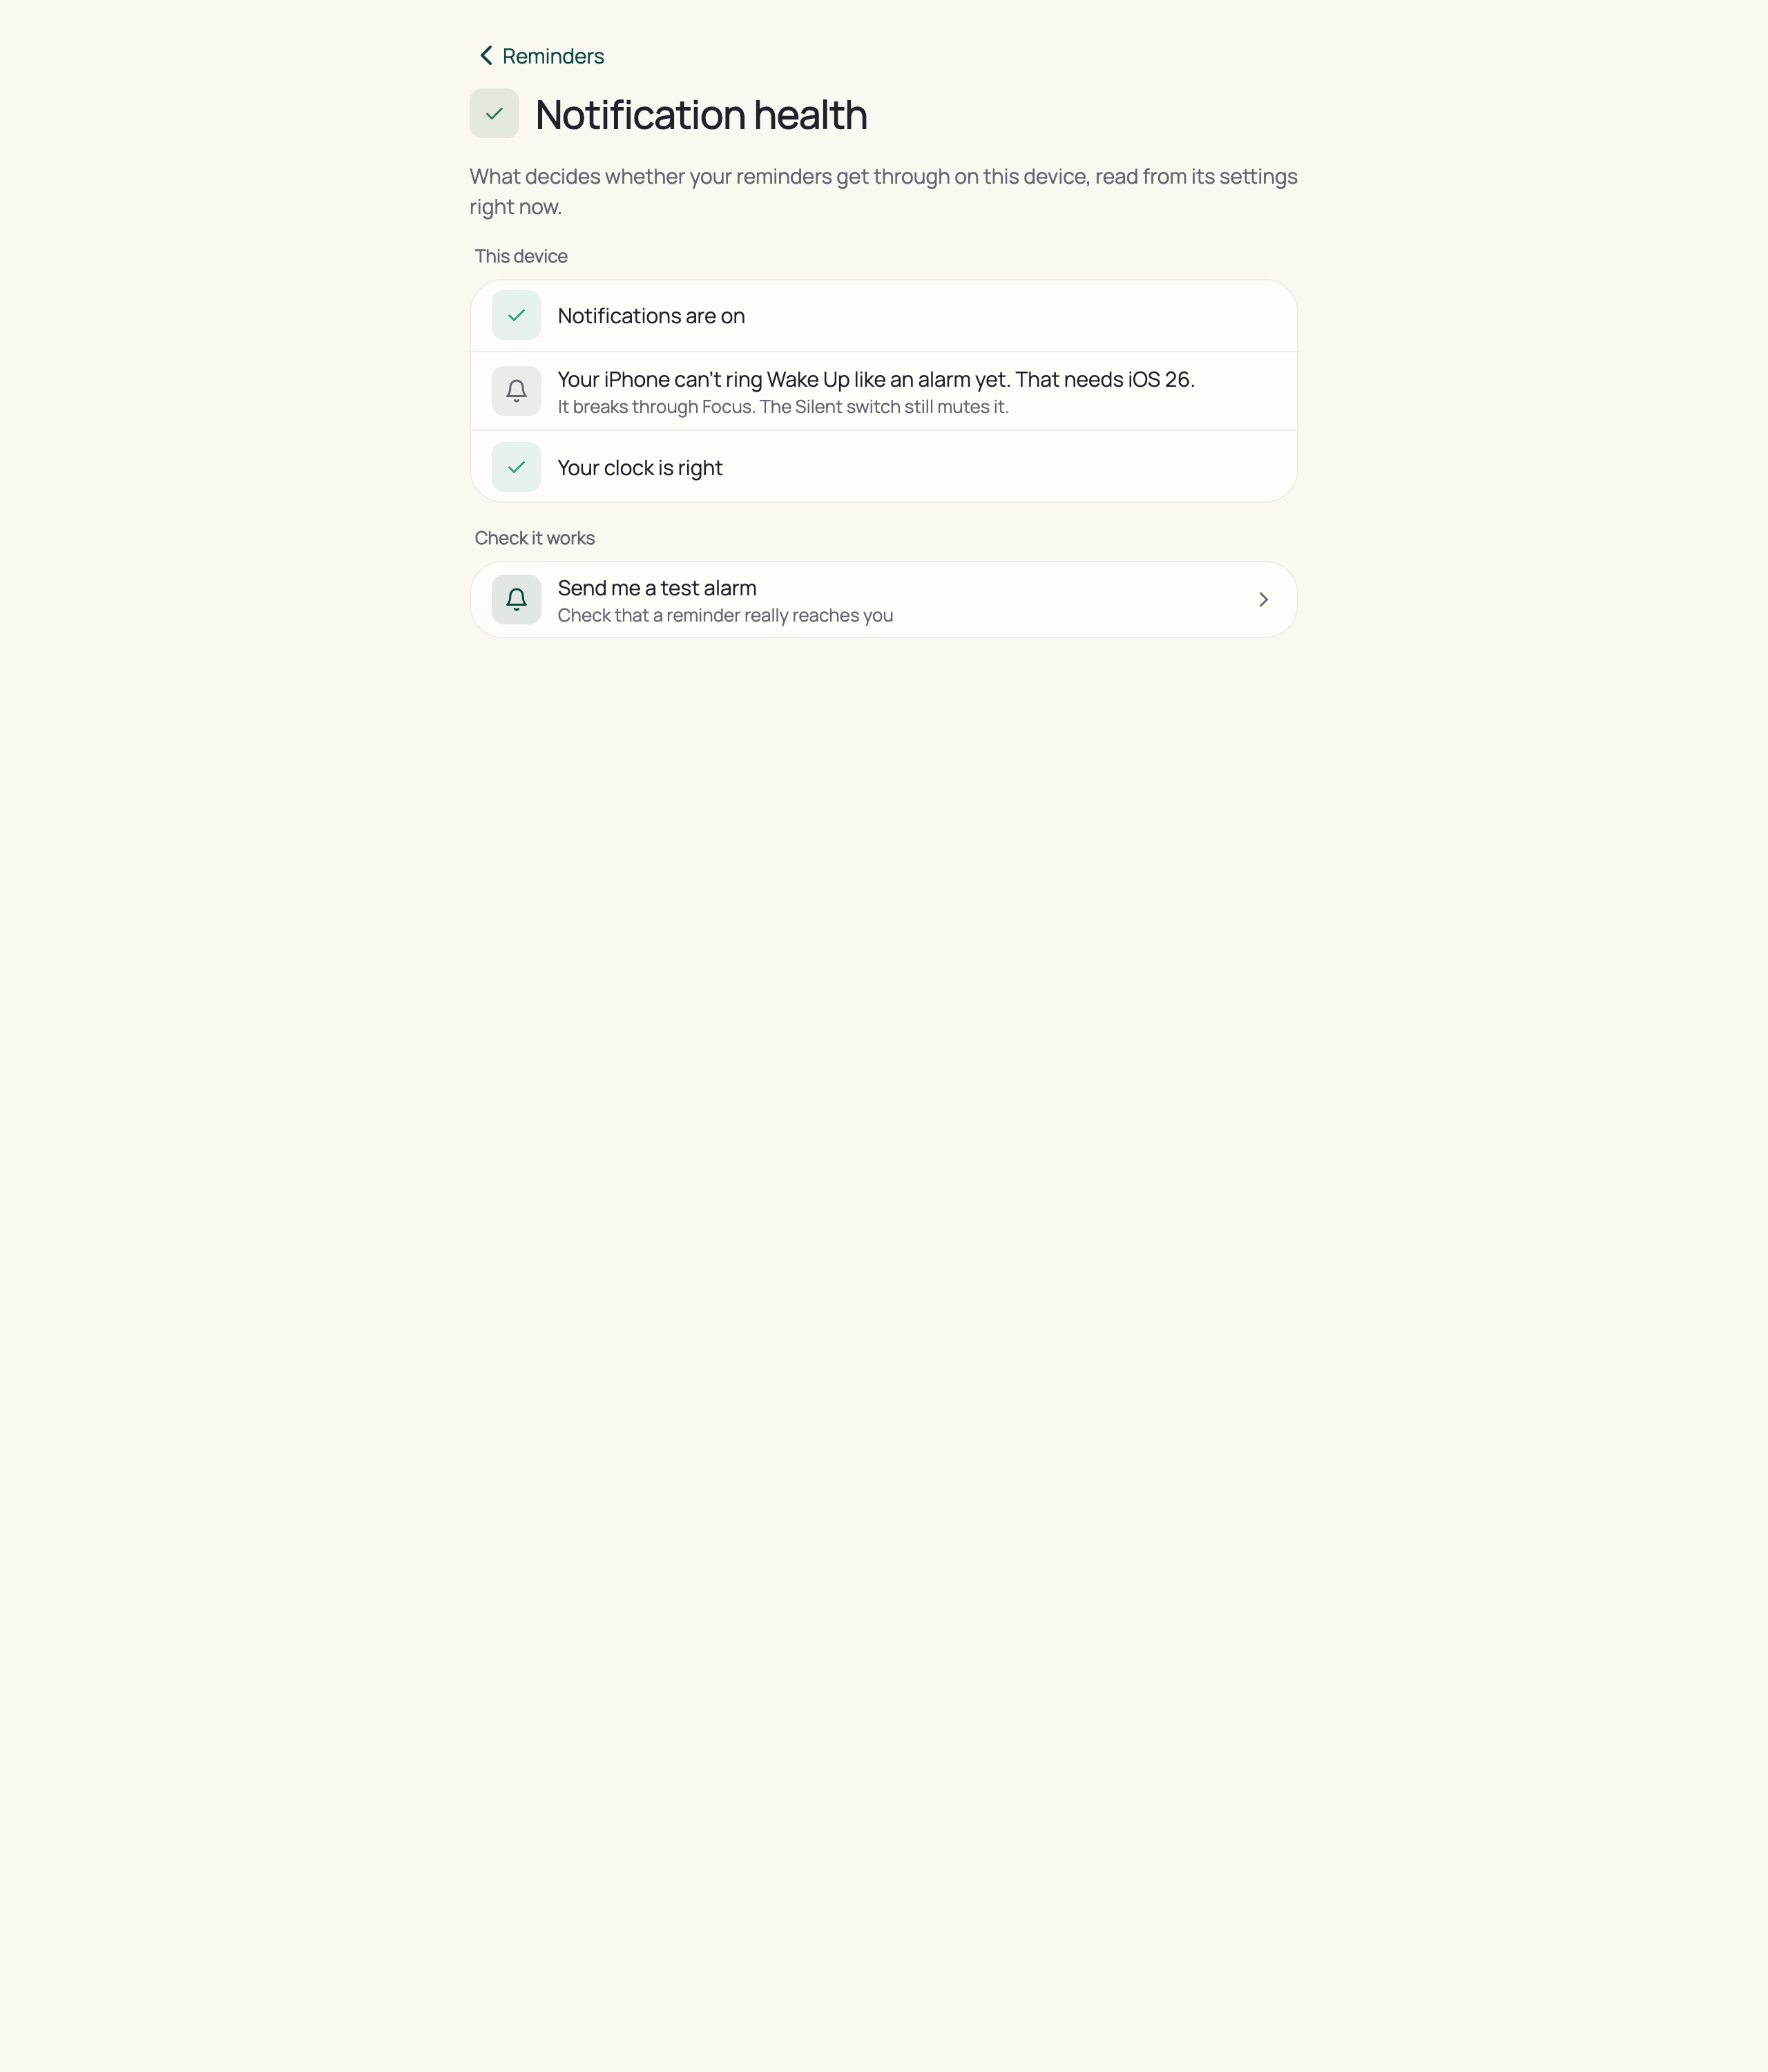 Reminders
Notification health
What decides whether your reminders get through on this device, read from its settings
right now.
This device
Notifications are on
Your iPhone can’t ring Wake Up like an alarm yet. That needs iOS 26.
It breaks through Focus. The Silent switch still mutes it.
Your clock is right
Check it works
Send me a test alarm
Check that a reminder really reaches you